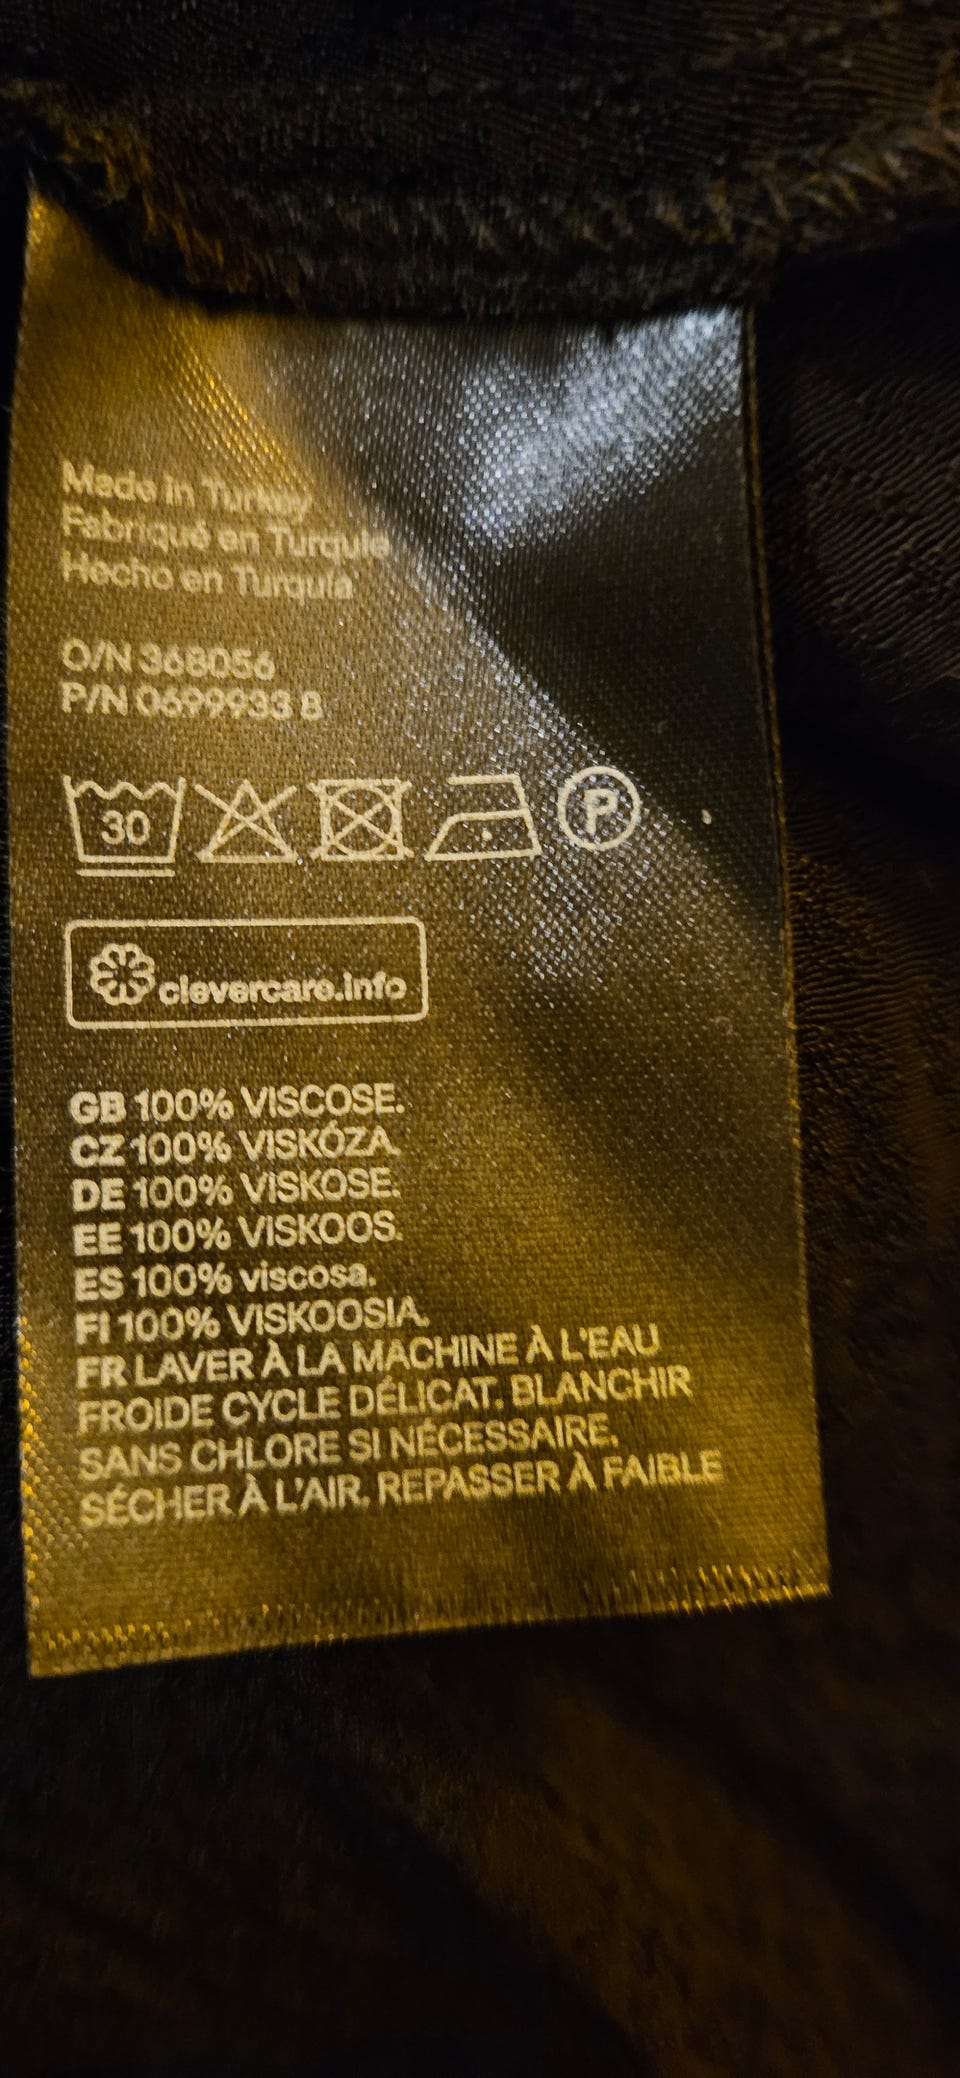 Made in Turkey
Fabriqué en Turquie
Hecho en Turquía
O/N 368056
P/N 0699933 8
30 P
clevercare.info
GB 100% VISCOSE.
CZ 100% VISKÓZA.
DE 100% VISKOSE.
EE 100% VISKOOS.
ES 100% viscosa.
FI 100% VISKOOSIA.
FR LAVER À LA MACHINE À L'EAU
FROIDE CYCLE DÉLICAT. BLANCHIR
SANS CHLORE SI NÉCESSAIRE.
SÉCHER À L'AIR. REPASSER À FAIBLE